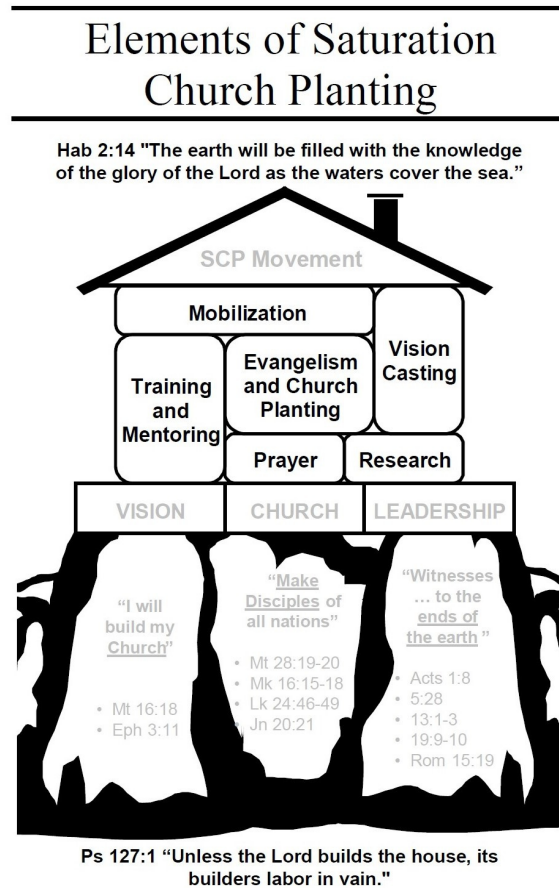 Elements of Saturation
Church Planting
Hab 2:14 "The earth will be filled with the knowledge
of the glory of the Lord as the waters cover the sea.”
SCP Movement
Mobilization
Vision
Casting
Training
and
Mentoring
Evangelism
and Church
Planting
Prayer
Research
VISION
CHURCH
LEADERSHIP
“I will
build my
Church”
• Mt 16:18
• Eph 3:11
“Make
Disciples of
all nations”
• Mt 28:19-20
• Mk 16:15-18
• Lk 24:46-49
• Jn 20:21
“Witnesses
… to the
ends of
the earth ”
• Acts 1:8
• 5:28
• 13:1-3
• 19:9-10
• Rom 15:19
Ps 127:1 “Unless the Lord builds the house, its
builders labor in vain."